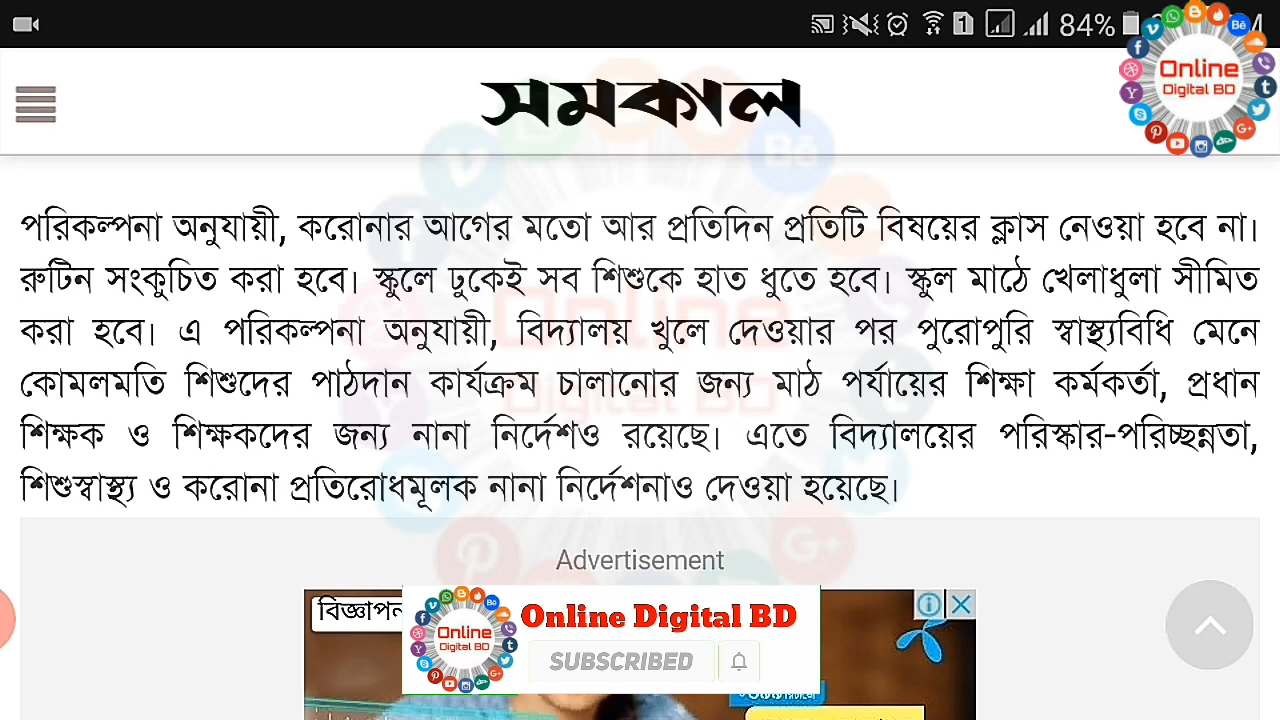 84%
Online
Digital BD
সমকাল
পরিকল্পনা অনুযায়ী, করোনার আগের মতো আর প্রতিদিন প্রতিটি বিষয়ের ক্লাস নেওয়া হবে না।
রুটিন সংকুচিত করা হবে। স্কুলে ঢুকেই সব শিশুকে হাত ধুতে হবে। স্কুল মাঠে খেলাধুলা সীমিত
করা হবে। এ পরিকল্পনা অনুযায়ী, বিদ্যালয় খুলে দেওয়ার পর পুরোপুরি স্বাস্থ্যবিধি মেনে
কোমলমতি শিশুদের পাঠদান কার্যক্রম চালানোর জন্য মাঠ পর্যায়ের শিক্ষা কর্মকর্তা, প্রধান
শিক্ষক ও শিক্ষকদের জন্য নানা নির্দেশও রয়েছে। এতে বিদ্যালয়ের পরিস্কার-পরিচ্ছন্নতা,
শিশুস্বাস্থ্য ও করোনা প্রতিরোধমূলক নানা নির্দেশনাও দেওয়া হয়েছে।
Online
Digital BD
Advertisement
Online Digital BD
Online
Digital BD
SUBSCRIBED